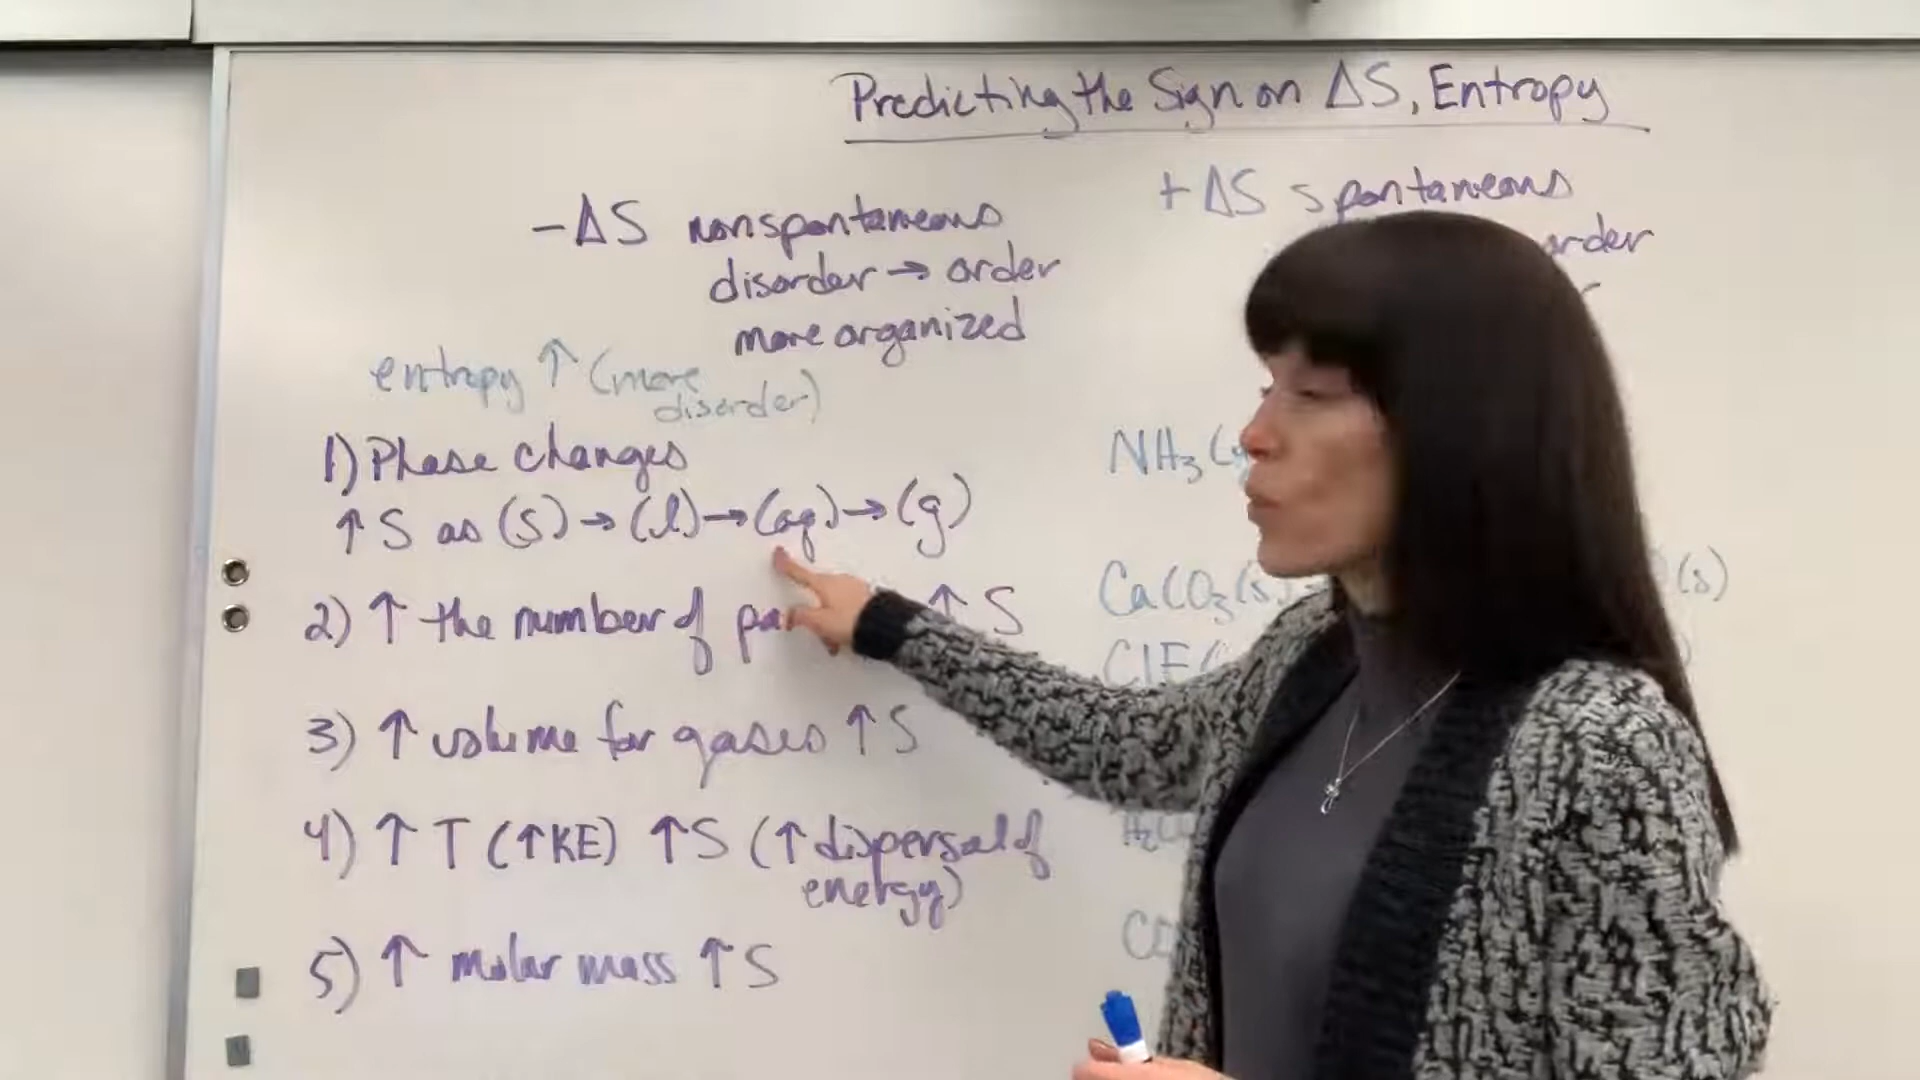 Predicting the Sign on ΔS, Entropy
-ΔS nonspontaneous
disorder → order
more organized
+ΔS spontaneous
order
entropy ↑ (more
disorder)
1) Phase changes
↑ S as (s) → (l) → (aq) → (g)
2) ↑ the number of ↑ S
3) ↑ volume for gases ↑ S
4) ↑ T (↑KE) ↑S (↑ dispersal of
energy)
5) ↑ molar mass ↑ S
NH₃(
CaCO₃(s) (s)
ClF(